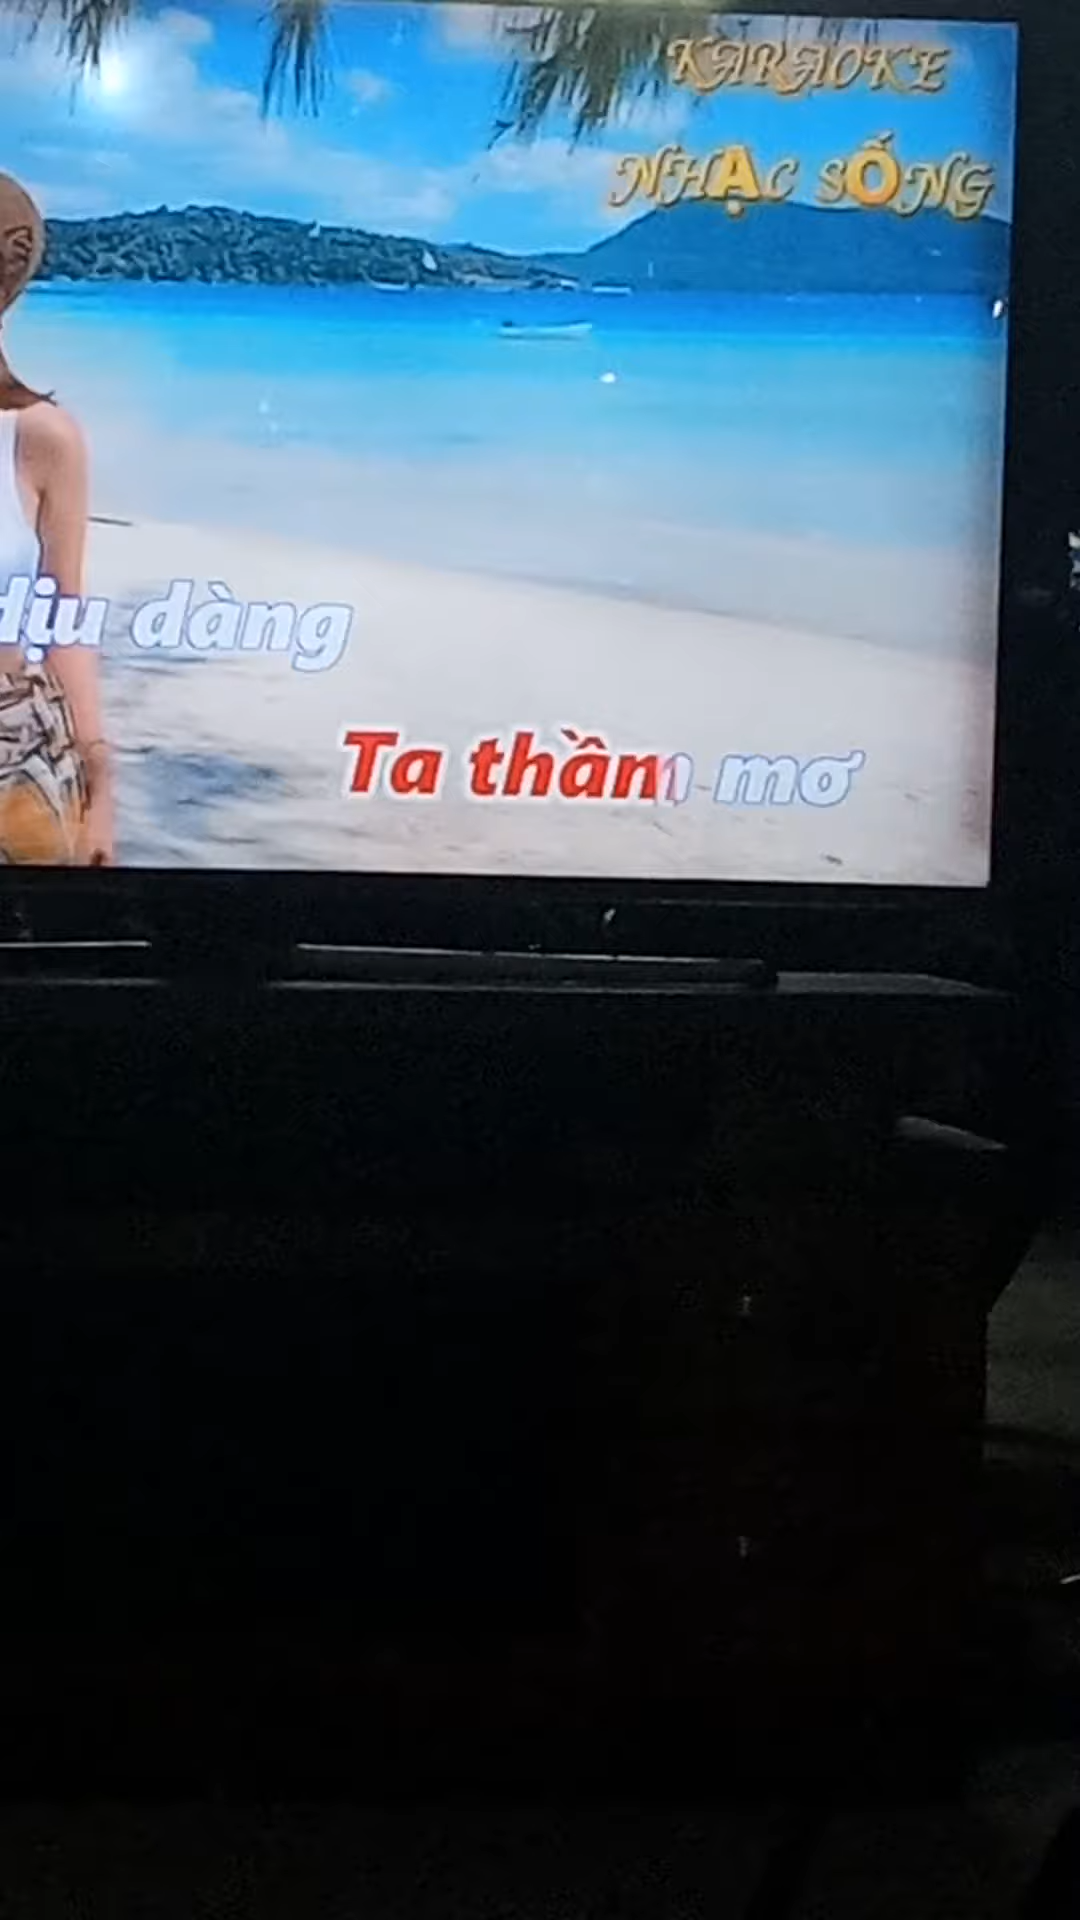 KARAOKE
NHẠC SỐNG
dịu dàng
Ta thầm mơ